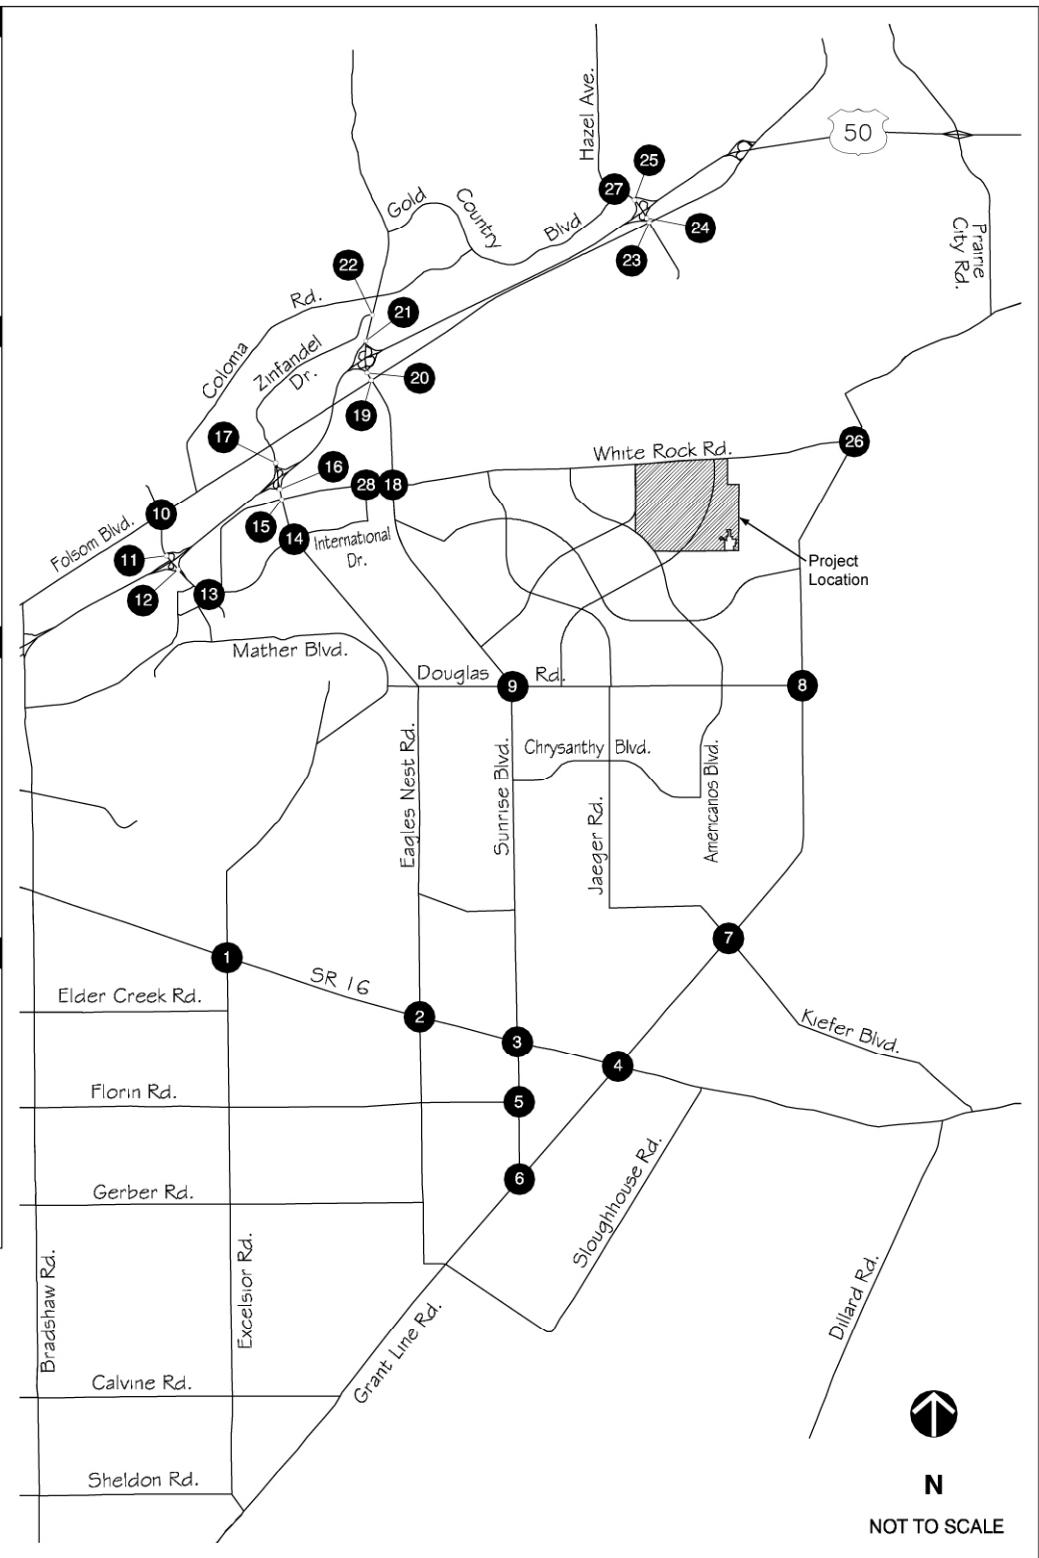 Hazel Ave.
50
25
27
Gold
Country
Blvd
24
23
Prairie
City Rd.
22
Rd.
21
Coloma
Zinfandel
Dr.
20
19
17
16
White Rock Rd.
26
28
18
10
15
14
International
Dr.
Folsom Blvd.
11
12
13
Project
Location
Mather Blvd.
Douglas
9
Rd.
8
Eagles Nest Rd.
Sunrise Blvd.
Chrysanthy Blvd.
Jaeger Rd.
Americanos Blvd.
7
1
SR 16
Elder Creek Rd.
2
3
4
Kiefer Blvd.
Florin Rd.
5
6
Gerber Rd.
Sloughhouse Rd.
Bradshaw Rd.
Excelsior Rd.
Dillard Rd.
Grant Line Rd.
Calvine Rd.
Sheldon Rd.
N
NOT TO SCALE